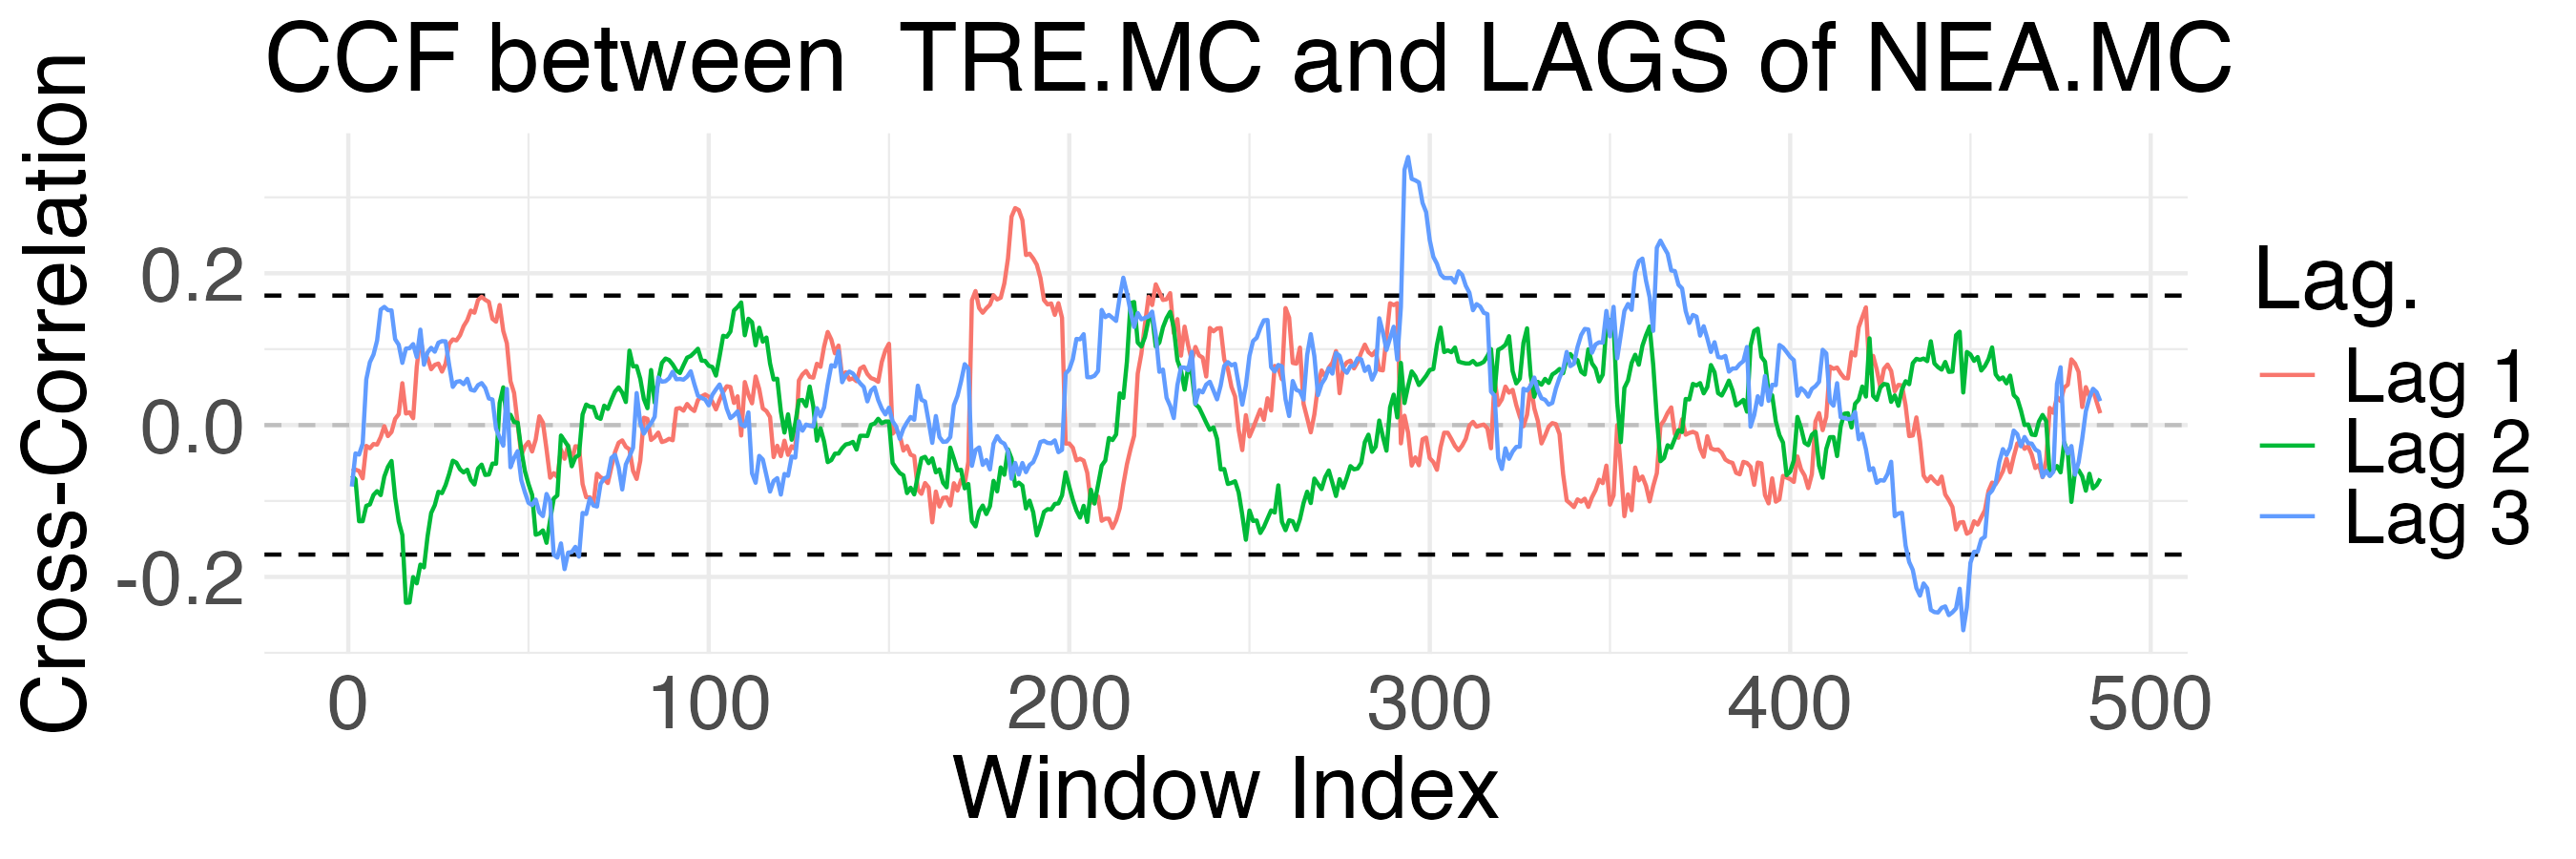 CCF between  TRE.MC and LAGS of NEA.MC
Cross-Correlation
0.2
0.0
-0.2
0 100 200 300 400 500
Window Index
Lag.
Lag 1
Lag 2
Lag 3